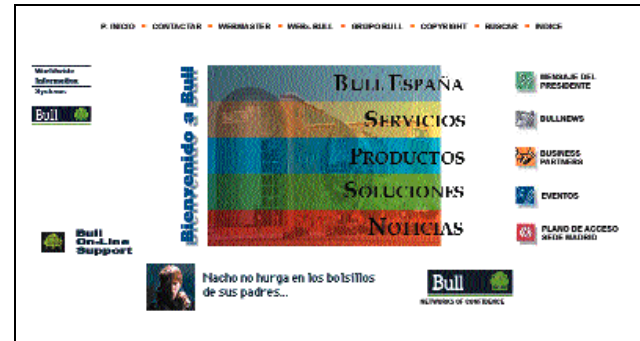 P. INICIO CONTACTAR WEBMASTER WEBs BULL GRUPO BULL COPYRIGHT BUSCAR INDICE
Worldwide
Information
Systems
Bull
Bienvenido a Bull
BULL ESPAÑA
SERVICIOS
PRODUCTOS
SOLUCIONES
NOTICIAS
MENSAJE DEL
PRESIDENTE
BULLNEWS
BUSINESS
PARTNERS
EVENTOS
PLANO DE ACCESO
SEDE MADRID
Bull
On-Line
Support
Nacho no hurga en los bolsillos
de sus padres...
Bull
NETWORKS OF CONFIDENCE